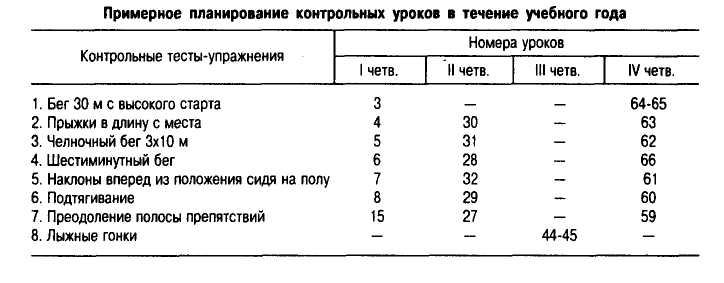 Примерное планирование контрольных уроков в течение учебного года
Контрольные тесты-упражнения
Номера уроков
I четв. II четв. III четв. IV четв.
1. Бег 30 м с высокого старта 3 — — 64-65
2. Прыжки в длину с места 4 30 — 63
3. Челночный бег 3х10 м 5 31 — 62
4. Шестиминутный бег 6 28 — 66
5. Наклоны вперед из положения сидя на полу 7 32 — 61
6. Подтягивание 8 29 — 60
7. Преодоление полосы препятствий 15 27 — 59
8. Лыжные гонки — — 44-45 —